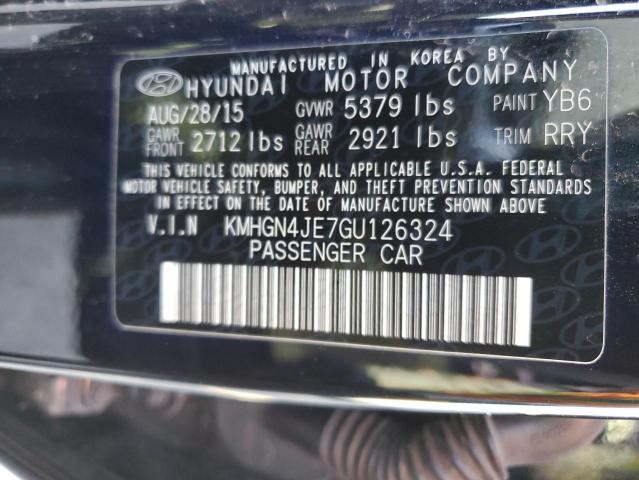 MANUFACTURED IN KOREA BY
HYUNDAI MOTOR COMPANY
AUG/28/15 GVWR 5379 lbs PAINT YB6
GAWR FRONT 2712 lbs GAWR REAR 2921 lbs TRIM RRY
THIS VEHICLE CONFORMS TO ALL APPLICABLE U.S.A. FEDERAL
MOTOR VEHICLE SAFETY, BUMPER, AND THEFT PREVENTION STANDARDS
IN EFFECT ON THE DATE OF MANUFACTURE SHOWN ABOVE.
V.I.N KMHGN4JE7GU126324
PASSENGER CAR